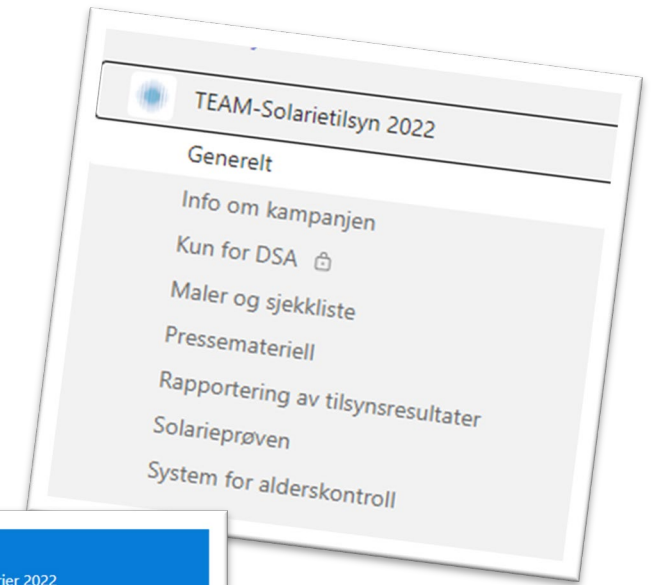 TEAM-Solarietilsyn 2022
Generelt
Info om kampanjen
Kun for DSA
Maler og sjekkliste
Pressemateriell
Rapportering av tilsynsresultater
Solarieprøven
System for alderskontroll
2022